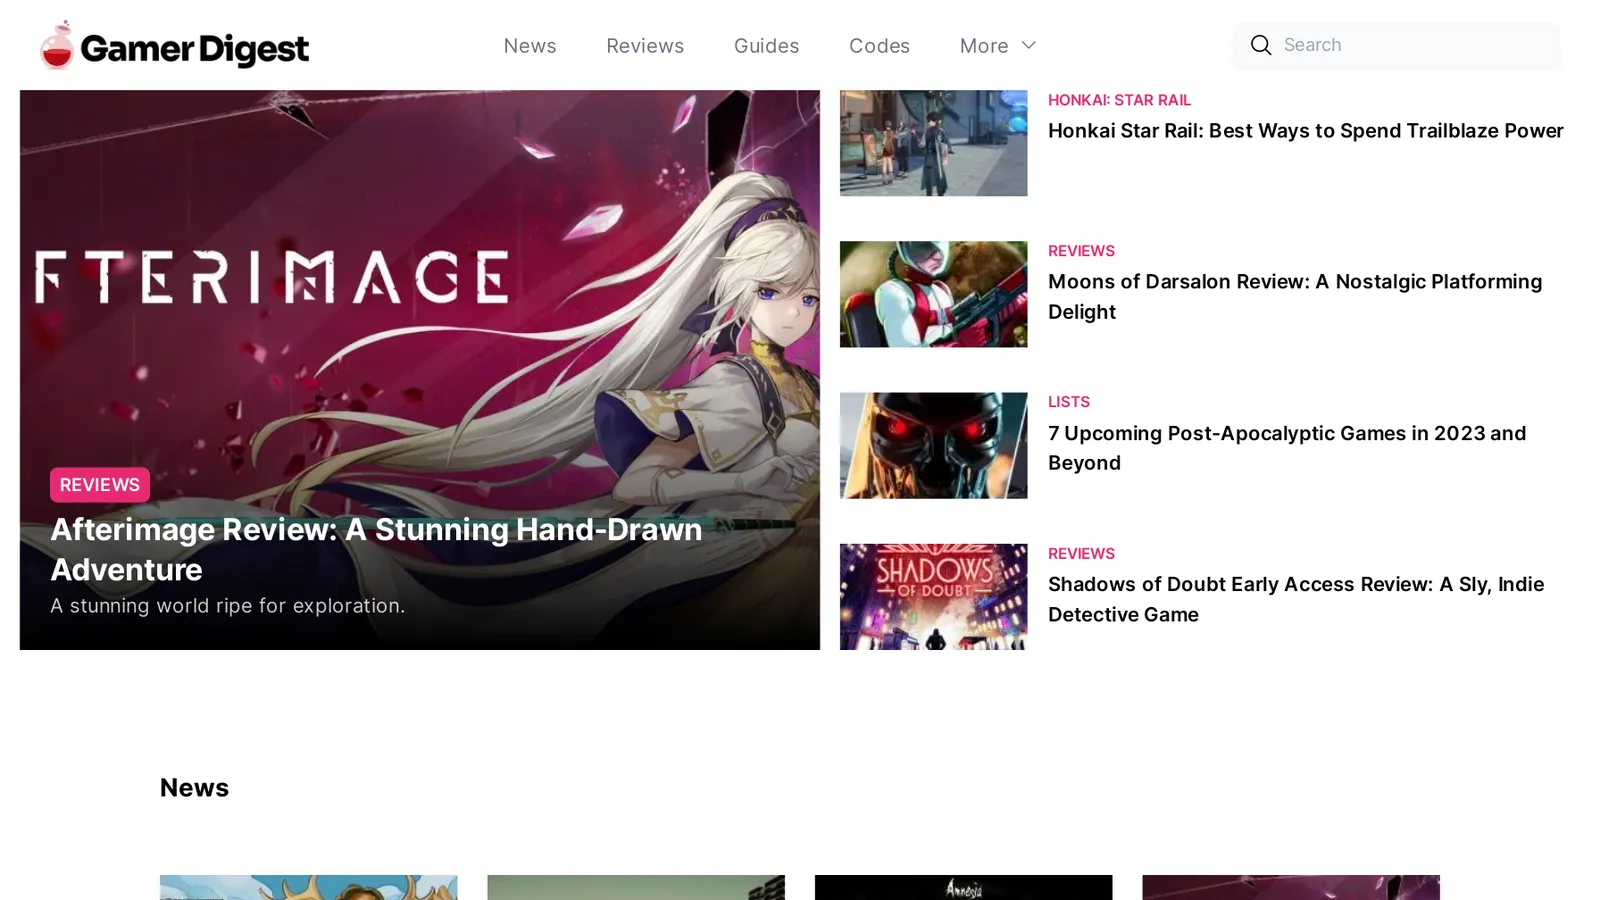 Gamer Digest
News
Reviews
Guides
Codes
More
Search
FTERIMAGE
REVIEWS
Afterimage Review: A Stunning Hand-Drawn
Adventure
A stunning world ripe for exploration.
HONKAI: STAR RAIL
Honkai Star Rail: Best Ways to Spend Trailblaze Power
REVIEWS
Moons of Darsalon Review: A Nostalgic Platforming
Delight
LISTS
7 Upcoming Post-Apocalyptic Games in 2023 and
Beyond
SHADOWS
OF DOUBT
REVIEWS
Shadows of Doubt Early Access Review: A Sly, Indie
Detective Game
News
Amnesia